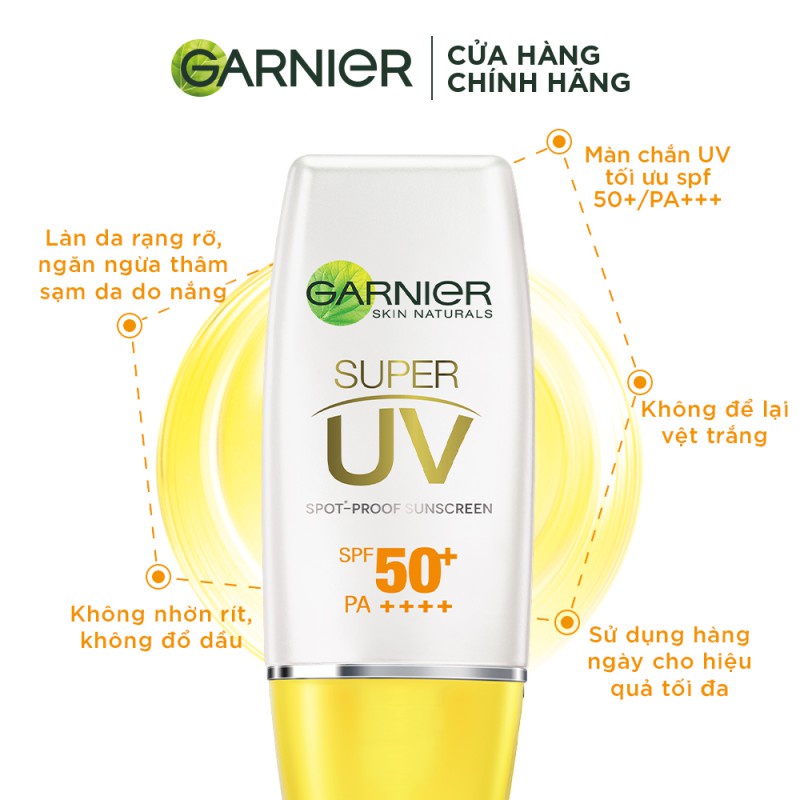 GARNIER
CỬA HÀNG
CHÍNH HÃNG
Màn chắn UV
tối ưu spf
50+/PA+++
Làn da rạng rỡ,
ngăn ngừa thâm
sạm da do nắng
GARNIER
SKIN NATURALS
SUPER
UV
SPOT*-PROOF SUNSCREEN
SPF 50+
PA ++++
Không để lại
vệt trắng
Không nhờn rít,
không đổ dầu
Sử dụng hàng
ngày cho hiệu
quả tối đa